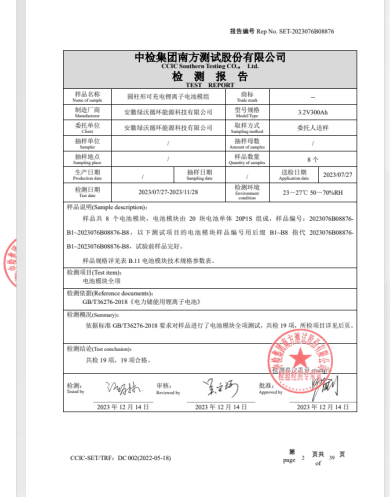 报告编号 Rep No. SET-2023076B08876
中检集团南方测试股份有限公司
CCIC Southern Testing CO., Ltd.
检 测 报 告
TEST REPORT
样品名称 Name of sample 圆柱形可充电锂离子电池模组 商标 Trade mark --
制造厂商 Manufacturer 安徽绿沃循环能源科技有限公司 型号规格 Model/Type 3.2V300Ah
委托单位 Client 安徽绿沃循环能源科技有限公司 取样方式 Sampling method 委托人送样
抽样单位 Sampler / 抽样母数 Amount of samples /
抽样地点 Sampling place / 样品数量 Quantity of samples 8 个
生产日期 Production date / 抽样日期 Sampling date / 送检日期 Application date 2023/07/27
检测日期 Test date 2023/07/27-2023/11/28 检测环境 Environment condition 23～27℃ 50～70%RH
样品说明(Sample description):
样品共 8 个电池模块，电池模块由 20 块电池单体 20P1S 组成，样品编号：2023076B08876-
B1~2023076B08876-B8，以下测试项目的电池模块样品编号用后缀 B1-B8 指代 2023076B08876-
B1~2023076B08876-B8，试验前样品完好。
样品规格详见表 B.11 电池模块技术规格参数表。
检测项目(Test item):
电池模块全项
检测依据(Reference documents):
GB/T36276-2018《电力储能用锂离子电池》
检测概况(Summary):
依据标准 GB/T36276-2018 要求对样品进行了电池模块全项测试，共检 19 项，所检项目详见后页。
检测结论(Test conclusion):
共检 19 项，19 项合格。
检测： Tested by 审核： Reviewed by 批准： Approved by
2023 年 12 月 14 日 2023 年 12 月 14 日 2023 年 12 月 14 日
CCIC-SET/TRF: DC 002(2022-05-18) 第 page 2 页共 of 39 页